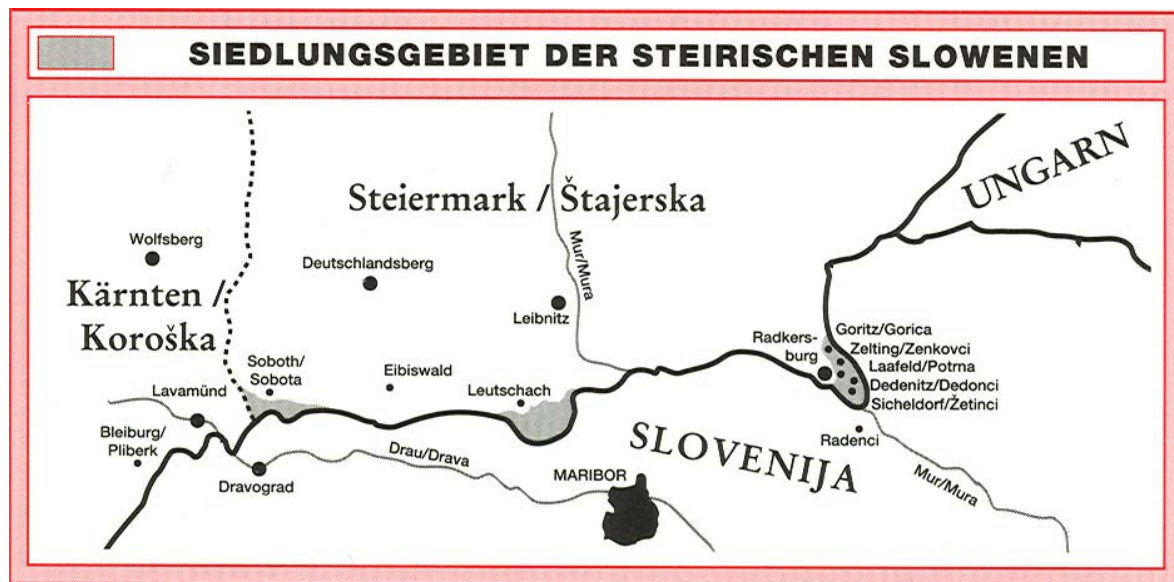 SIEDLUNGSGEBIET DER STEIRISCHEN SLOWENEN
UNGARN
Steiermark / Štajerska
Wolfsberg
Mur/Mura
Deutschlandsberg
Kärnten /
Koroška
Leibnitz
Goritz/Gorica
Radkers-
burg
Zelting/Zenkovci
Laafeld/Potrna
Dedenitz/Dedonci
Sicheldorf/Žetinci
Soboth/
Sobota
Eibiswald
Leutschach
Lavamünd
Bleiburg/
Pliberk
Radenci
SLOVENIJA
Drau/Drava
MARIBOR
Dravograd
Mur/Mura